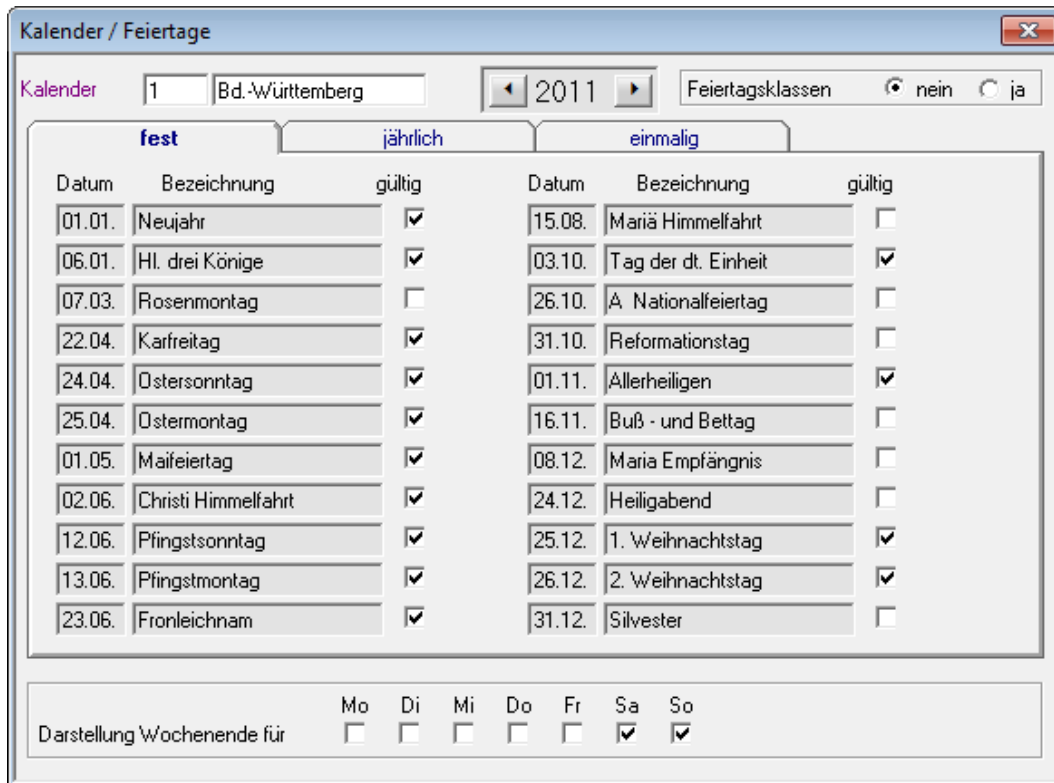 Kalender / Feiertage
Kalender 1 Bd.-Württemberg 2011 Feiertagsklassen nein ja
fest jährlich einmalig
Datum Bezeichnung gültig Datum Bezeichnung gültig
01.01. Neujahr 15.08. Mariä Himmelfahrt
06.01. Hl. drei Könige 03.10. Tag der dt. Einheit
07.03. Rosenmontag 26.10. A Nationalfeiertag
22.04. Karfreitag 31.10. Reformationstag
24.04. Ostersonntag 01.11. Allerheiligen
25.04. Ostermontag 16.11. Buß - und Bettag
01.05. Maifeiertag 08.12. Maria Empfängnis
02.06. Christi Himmelfahrt 24.12. Heiligabend
12.06. Pfingstsonntag 25.12. 1. Weihnachtstag
13.06. Pfingstmontag 26.12. 2. Weihnachtstag
23.06. Fronleichnam 31.12. Silvester
Mo Di Mi Do Fr Sa So
Darstellung Wochenende für